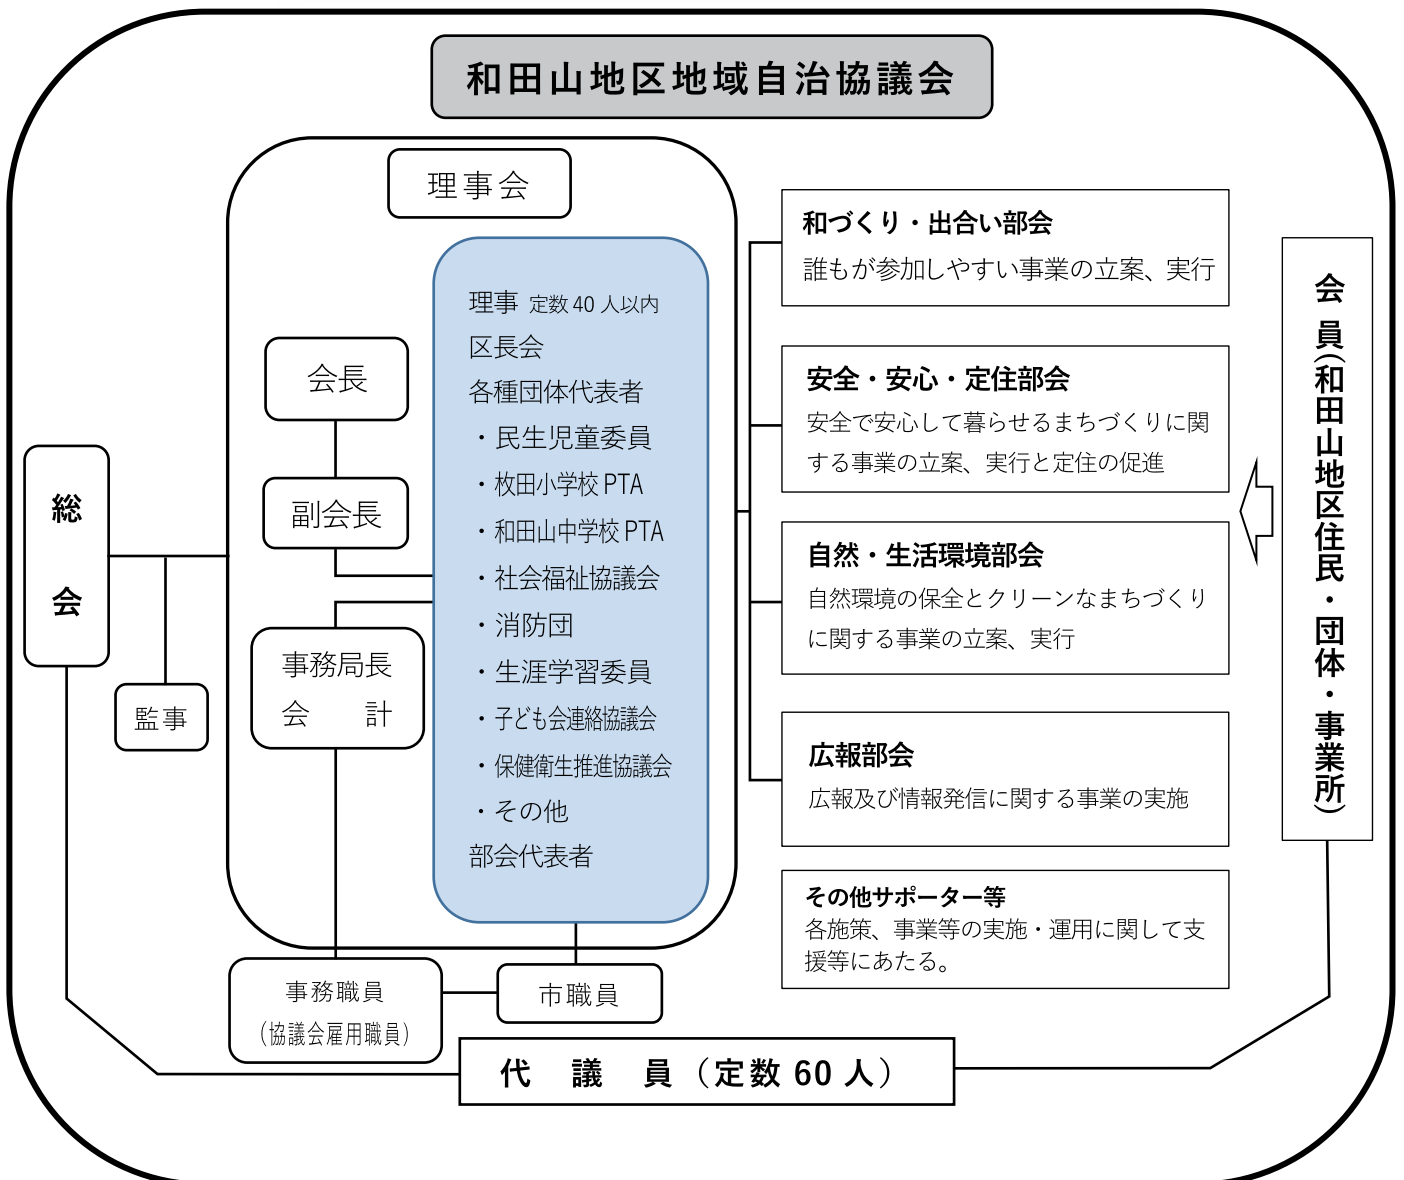 和田山地区地域自治協議会
理事会
理事 定数 40 人以内
区長会
各種団体代表者
・民生児童委員
・枚田小学校 PTA
・和田山中学校 PTA
・社会福祉協議会
・消防団
・生涯学習委員
・子ども会連絡協議会
・保健衛生推進協議会
・その他
部会代表者
会長
副会長
事務局長
会　計
総会
監事
事務職員
（協議会雇用職員）
市職員
和づくり・出合い部会
誰もが参加しやすい事業の立案、実行
安全・安心・定住部会
安全で安心して暮らせるまちづくりに関
する事業の立案、実行と定住の促進
自然・生活環境部会
自然環境の保全とクリーンなまちづくり
に関する事業の立案、実行
広報部会
広報及び情報発信に関する事業の実施
その他サポーター等
各施策、事業等の実施・運用に関して支
援等にあたる。
会 員（和田山地区住民・団体・事業所）
代　議　員（定数 60 人）